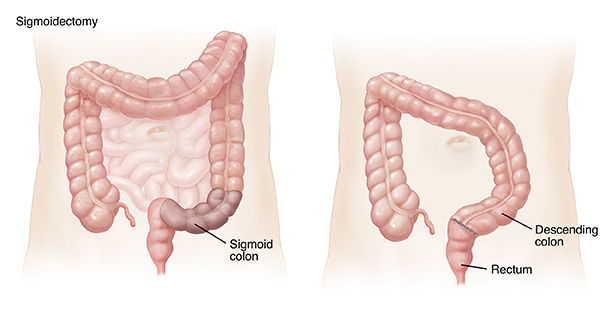 Sigmoidectomy
Sigmoid
colon
Descending
colon
Rectum